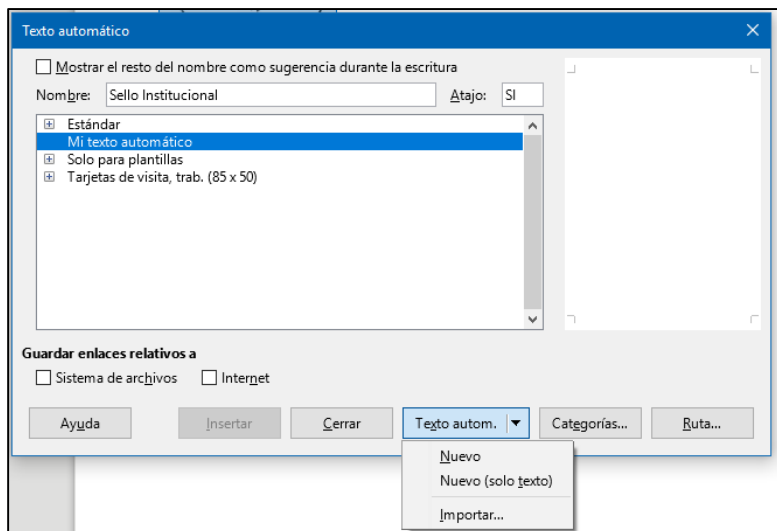 Texto automático
Mostrar el resto del nombre como sugerencia durante la escritura
Nombre: Sello Institucional Atajo: SI
Estándar
Mi texto automático
Solo para plantillas
Tarjetas de visita, trab. (85 x 50)
Guardar enlaces relativos a
Sistema de archivos Internet
Ayuda Insertar Cerrar Texto autom. Categorías... Ruta...
Nuevo
Nuevo (solo texto)
Importar...